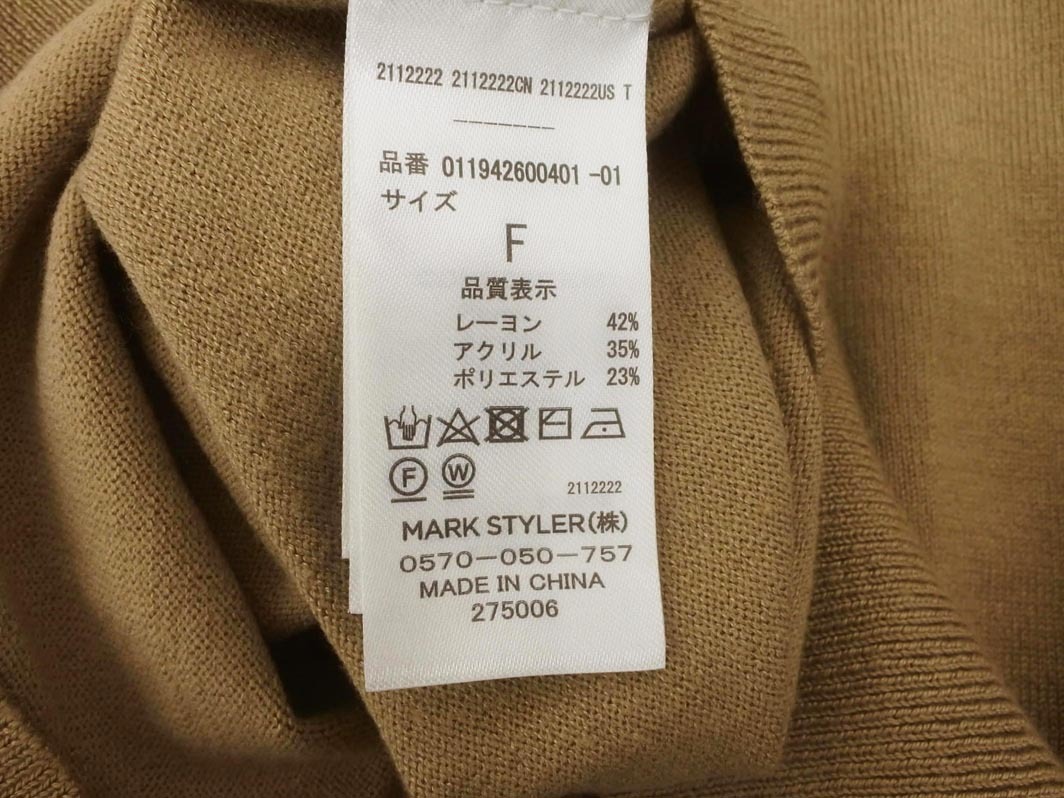 2112222 2112222CN 2112222US T
-------
品番 011942600401 -01
サイズ
F
品質表示
レーヨン 42%
アクリル 35%
ポリエステル 23%
F W
2112222
MARK STYLER(株)
0570-050-757
MADE IN CHINA
275006